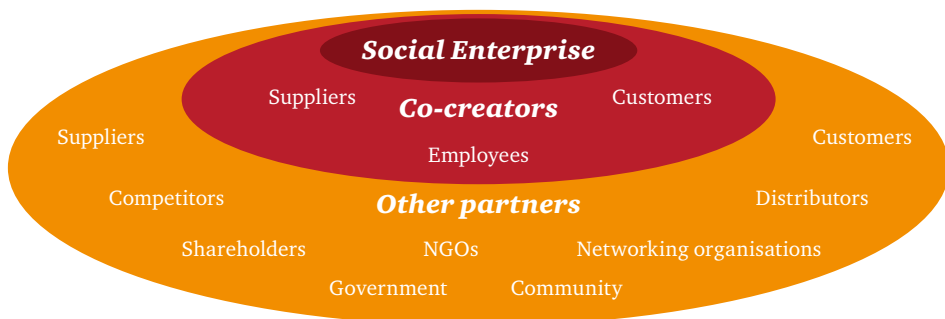 Social Enterprise
Suppliers
Customers
Co-creators
Employees
Suppliers
Customers
Competitors
Other partners
Distributors
Shareholders
NGOs
Networking organisations
Government
Community